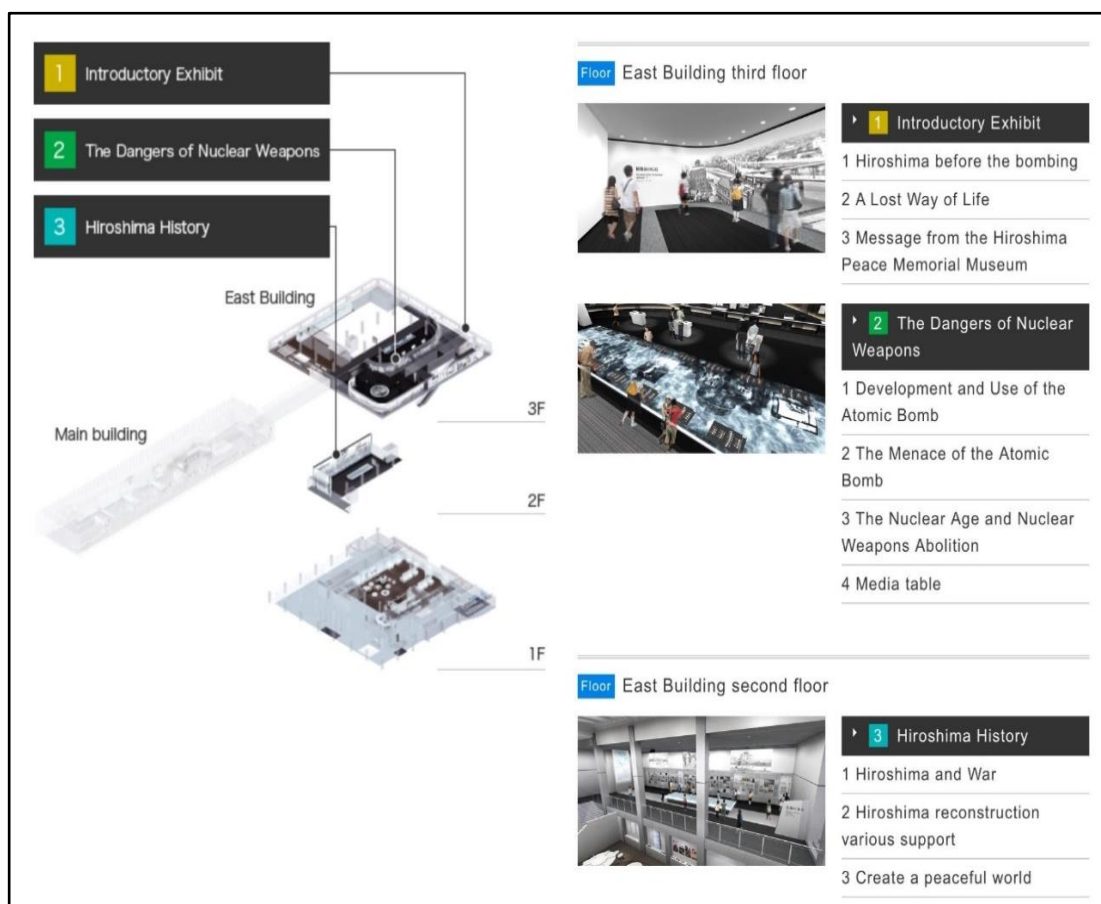 1 Introductory Exhibit
2 The Dangers of Nuclear Weapons
3 Hiroshima History
East Building
Main building
3F
2F
1F
Floor East Building third floor
1 Introductory Exhibit
1 Hiroshima before the bombing
2 A Lost Way of Life
3 Message from the Hiroshima
Peace Memorial Museum
2 The Dangers of Nuclear
Weapons
1 Development and Use of the
Atomic Bomb
2 The Menace of the Atomic
Bomb
3 The Nuclear Age and Nuclear
Weapons Abolition
4 Media table
Floor East Building second floor
3 Hiroshima History
1 Hiroshima and War
2 Hiroshima reconstruction
various support
3 Create a peaceful world